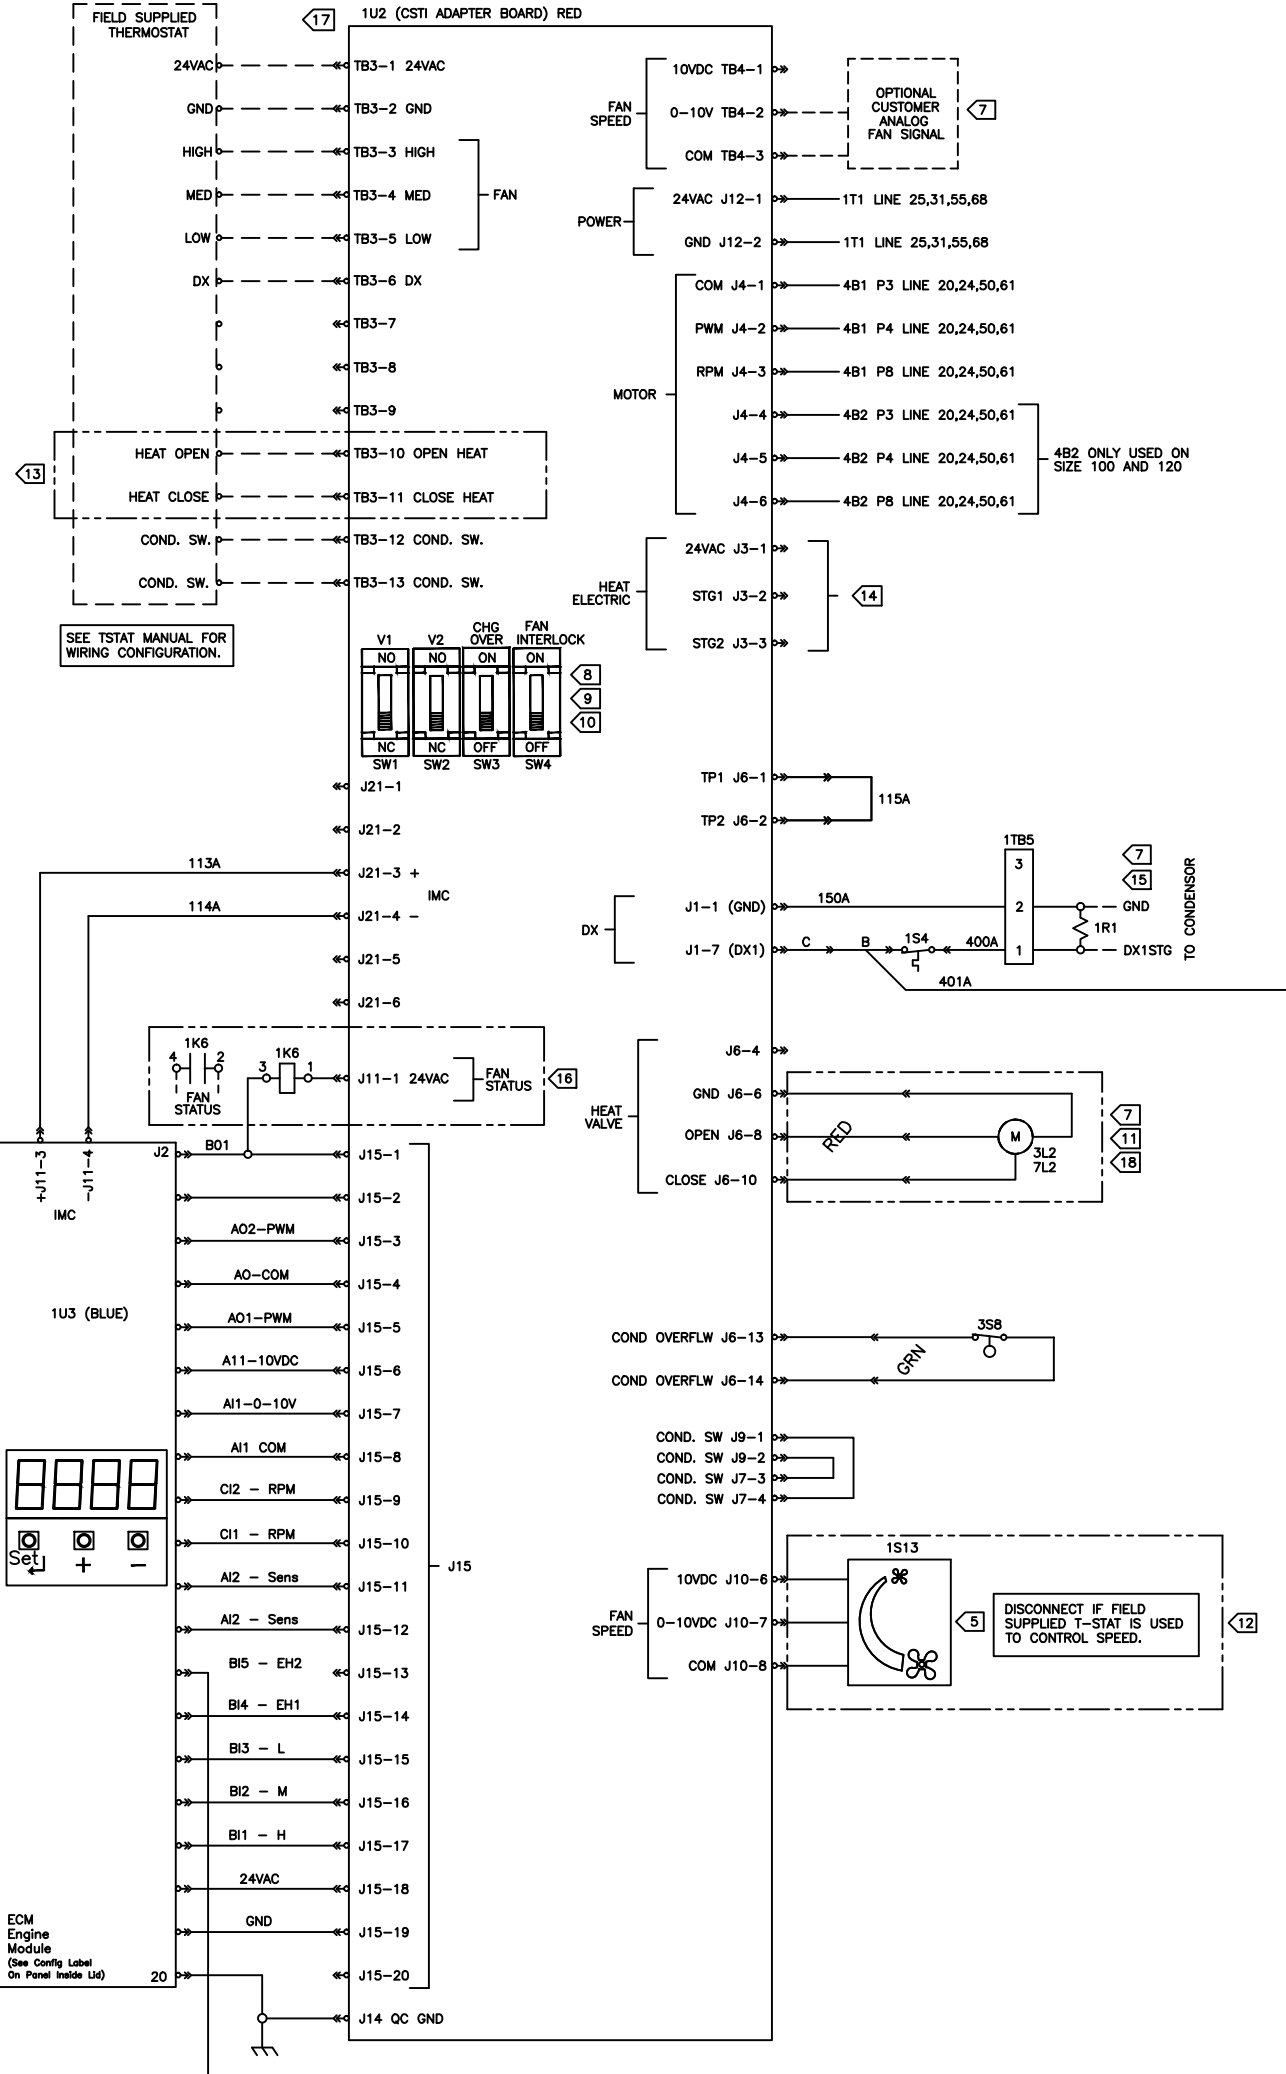 FIELD SUPPLIED
THERMOSTAT
17
1U2 (CSTI ADAPTER BOARD) RED
24VAC
TB3-1 24VAC
GND
TB3-2 GND
HIGH
TB3-3 HIGH
MED
TB3-4 MED
FAN
LOW
TB3-5 LOW
DX
TB3-6 DX
TB3-7
TB3-8
TB3-9
13
HEAT OPEN
TB3-10 OPEN HEAT
HEAT CLOSE
TB3-11 CLOSE HEAT
COND. SW.
TB3-12 COND. SW.
COND. SW.
TB3-13 COND. SW.
SEE TSTAT MANUAL FOR
WIRING CONFIGURATION.
FAN
SPEED
10VDC TB4-1
0-10V TB4-2
COM TB4-3
OPTIONAL
CUSTOMER
ANALOG
FAN SIGNAL
7
POWER
24VAC J12-1
1T1 LINE 25,31,55,68
GND J12-2
1T1 LINE 25,31,55,68
MOTOR
COM J4-1
4B1 P3 LINE 20,24,50,61
PWM J4-2
4B1 P4 LINE 20,24,50,61
RPM J4-3
4B1 P8 LINE 20,24,50,61
J4-4
4B2 P3 LINE 20,24,50,61
J4-5
4B2 P4 LINE 20,24,50,61
J4-6
4B2 P8 LINE 20,24,50,61
4B2 ONLY USED ON
SIZE 100 AND 120
HEAT
ELECTRIC
24VAC J3-1
STG1 J3-2
STG2 J3-3
14
V1
V2
CHG
OVER
FAN
INTERLOCK
NO
NO
ON
ON
NC
NC
OFF
OFF
SW1
SW2
SW3
SW4
8
9
10
J21-1
J21-2
113A
J21-3 +
IMC
114A
J21-4 -
J21-5
J21-6
TP1 J6-1
TP2 J6-2
115A
1TB5
3
2
1
7
15
DX
J1-1 (GND)
150A
GND
1R1
J1-7 (DX1)
C
B
1S4
400A
DX1STG
401A
TO CONDENSOR
4
1K6
2
FAN
STATUS
3
1K6
1
J11-1 24VAC
FAN
STATUS
16
HEAT
VALVE
J6-4
GND J6-6
OPEN J6-8
CLOSE J6-10
RED
M
3L2
7L2
7
11
18
+J11-3
-J11-4
IMC
J2
B01
J15-1
J15-2
AO2-PWM
J15-3
AO-COM
J15-4
1U3 (BLUE)
AO1-PWM
J15-5
A11-10VDC
J15-6
AI1-0-10V
J15-7
AI1 COM
J15-8
CI2 - RPM
J15-9
CI1 - RPM
J15-10
AI2 - Sens
J15-11
AI2 - Sens
J15-12
BI5 - EH2
J15-13
BI4 - EH1
J15-14
BI3 - L
J15-15
BI2 - M
J15-16
BI1 - H
J15-17
24VAC
J15-18
GND
J15-19
J15-20
J15
J14 QC GND
8888
Set
+
-
ECM
Engine
Module
(See Config Label
On Panel Inside Lid)
20
COND OVERFLW J6-13
3S8
GRN
COND OVERFLW J6-14
COND. SW J9-1
COND. SW J9-2
COND. SW J7-3
COND. SW J7-4
FAN
SPEED
10VDC J10-6
0-10VDC J10-7
COM J10-8
1S13
5
DISCONNECT IF FIELD
SUPPLIED T-STAT IS USED
TO CONTROL SPEED.
12